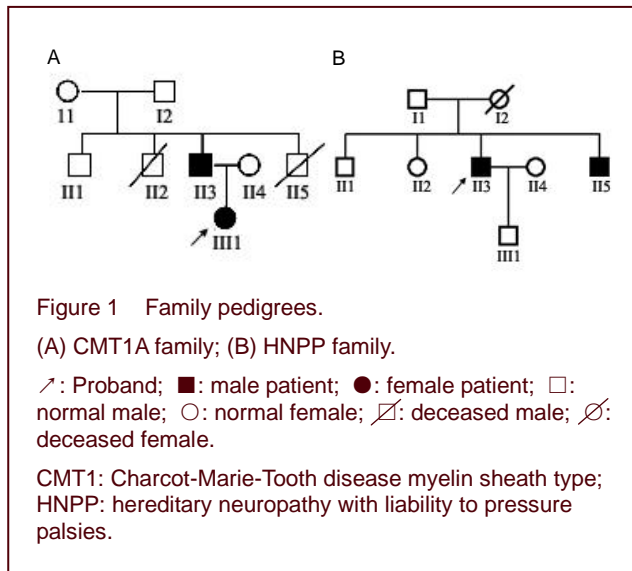 A
B
11
I2
I1
I2
II1
II2
II3
II4
II5
II1
II2
II3
II4
II5
III1
III1
Figure 1 Family pedigrees.
(A) CMT1A family; (B) HNPP family.
↗: Proband; ■: male patient; ●: female patient; □:
normal male; ○: normal female; ⍁: deceased male; ∅:
deceased female.
CMT1: Charcot-Marie-Tooth disease myelin sheath type;
HNPP: hereditary neuropathy with liability to pressure
palsies.